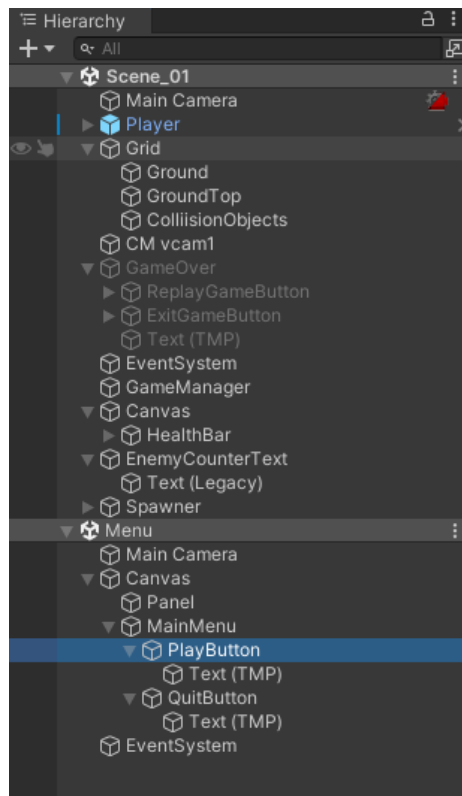 Hierarchy
All
Scene_01
Main Camera
Player
Grid
Ground
GroundTop
ColliisionObjects
CM vcam1
GameOver
ReplayGameButton
ExitGameButton
Text (TMP)
EventSystem
GameManager
Canvas
HealthBar
EnemyCounterText
Text (Legacy)
Spawner
Menu
Main Camera
Canvas
Panel
MainMenu
PlayButton
Text (TMP)
QuitButton
Text (TMP)
EventSystem